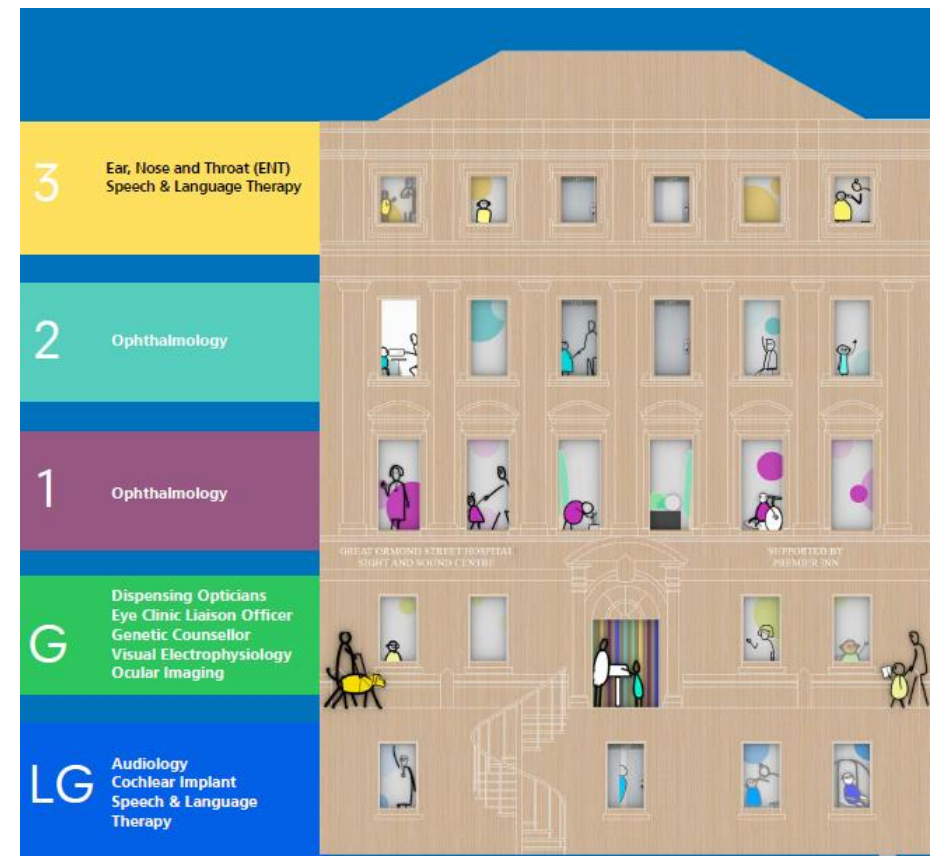 3
Ear, Nose and Throat (ENT)
Speech & Language Therapy
2
Ophthalmology
1
Ophthalmology
GREAT ORMOND STREET HOSPITAL
SIGHT AND SOUND CENTRE
SUPPORTED BY
PREMIER INN
G
Dispensing Opticians
Eye Clinic Liaison Officer
Genetic Counsellor
Visual Electrophysiology
Ocular Imaging
LG
Audiology
Cochlear Implant
Speech & Language
Therapy